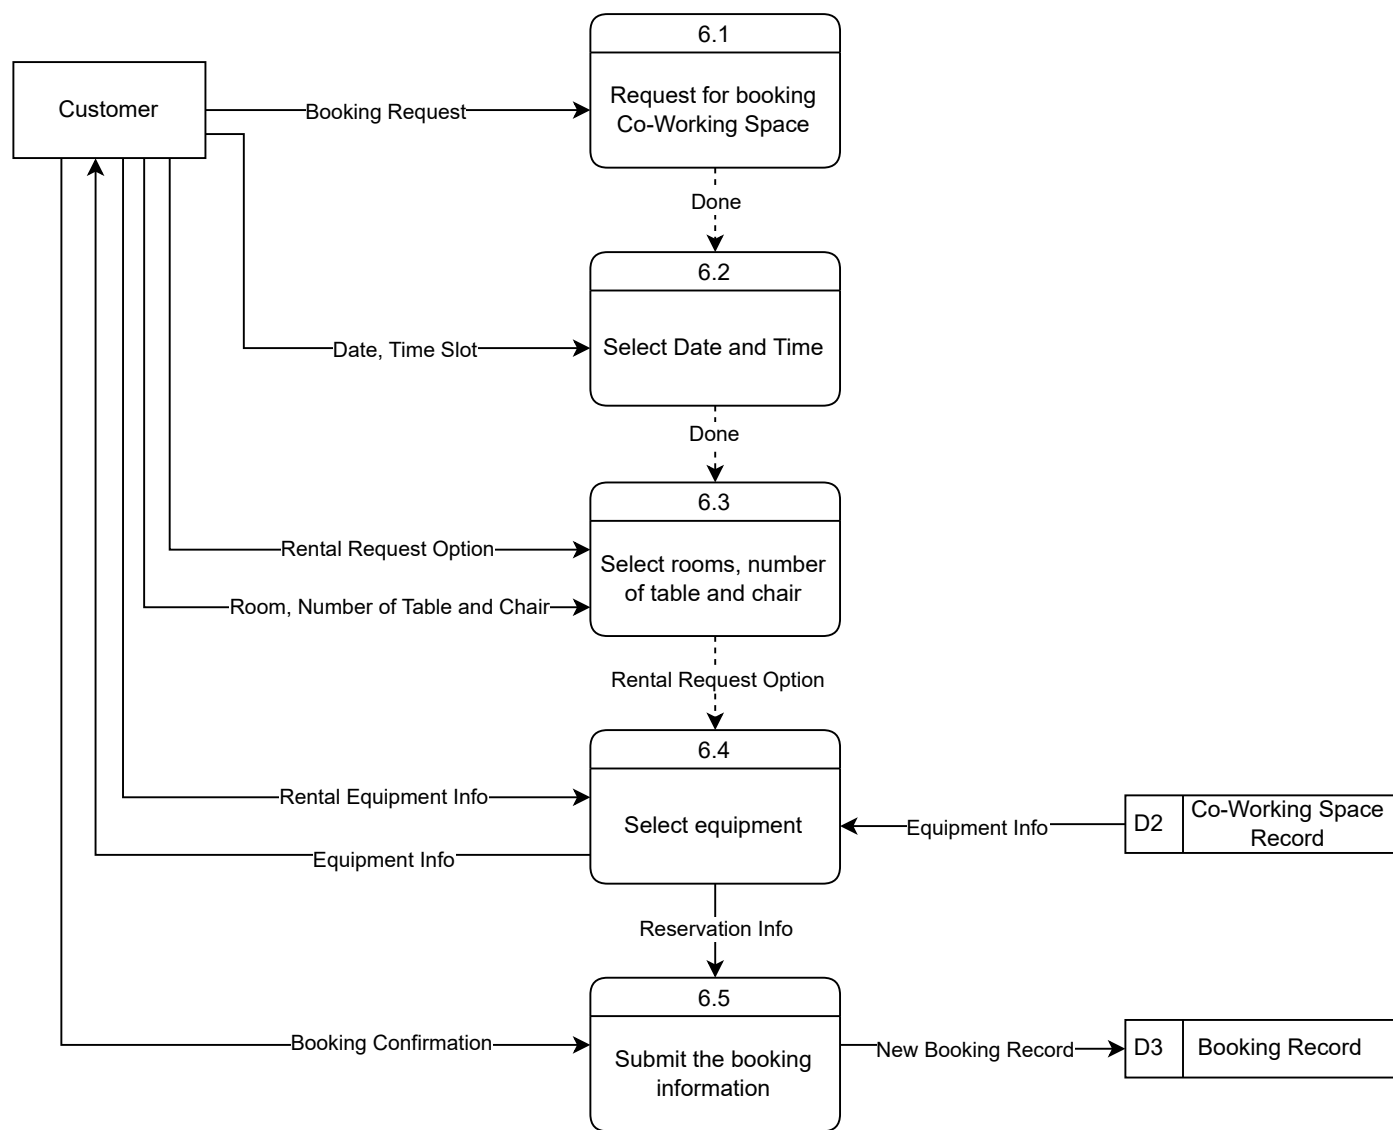 6.1
Customer
Booking Request
Request for booking
Co-Working Space
Done
6.2
Date, Time Slot
Select Date and Time
Done
6.3
Rental Request Option
Select rooms, number
of table and chair
Room, Number of Table and Chair
Rental Request Option
6.4
Rental Equipment Info
Select equipment
Equipment Info
D2
Co-Working Space
Record
Equipment Info
Reservation Info
6.5
Booking Confirmation
Submit the booking
information
New Booking Record
D3
Booking Record